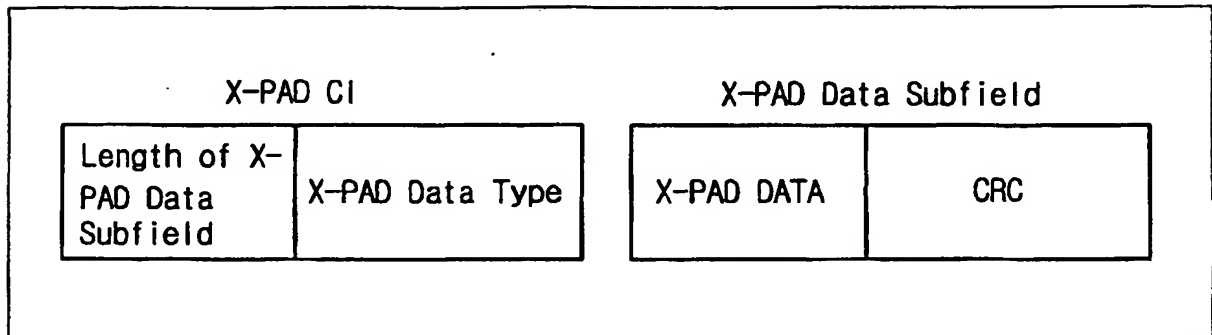 X-PAD CI
Length of X-
PAD Data
Subfield
X-PAD Data Type
X-PAD Data Subfield
X-PAD DATA
CRC